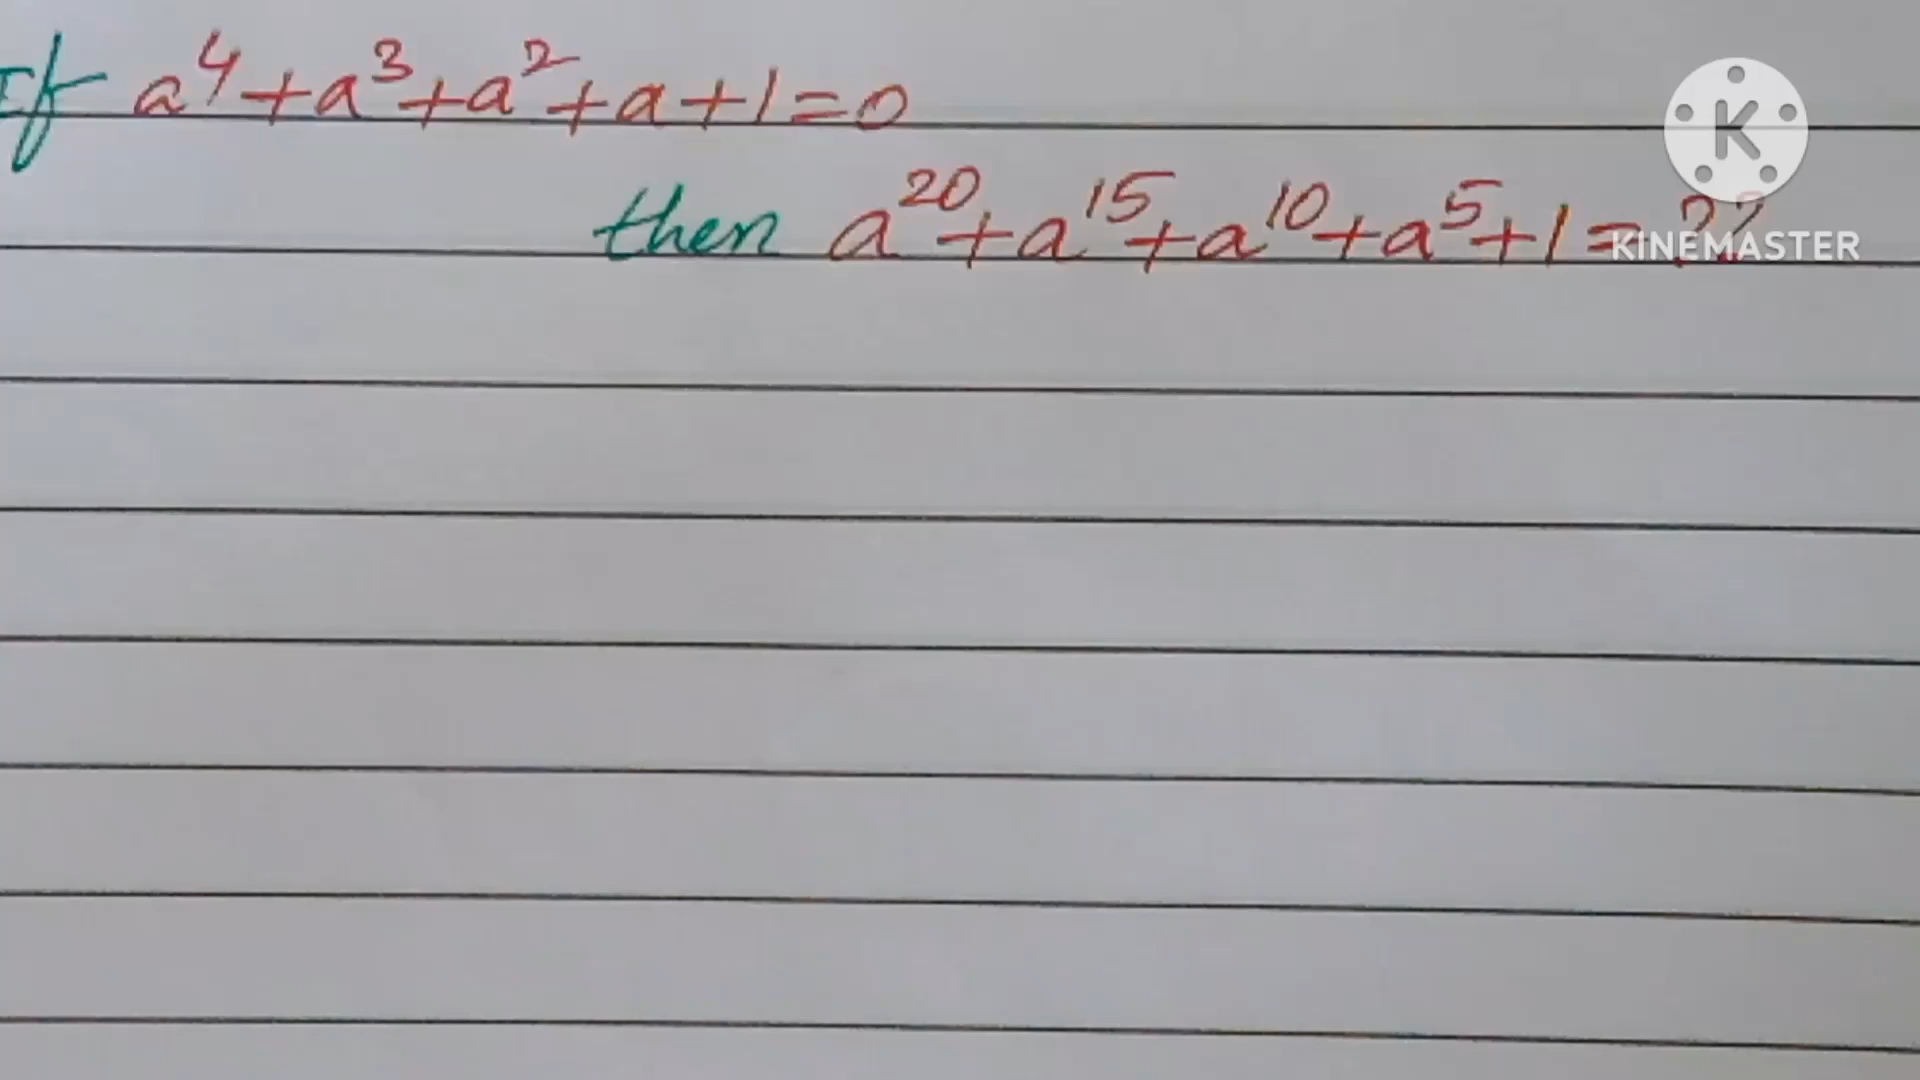 If a⁴+a³+a²+a+1=0
K
then a²⁰+a¹⁵+a¹⁰+a⁵+1=??
KINEMASTER